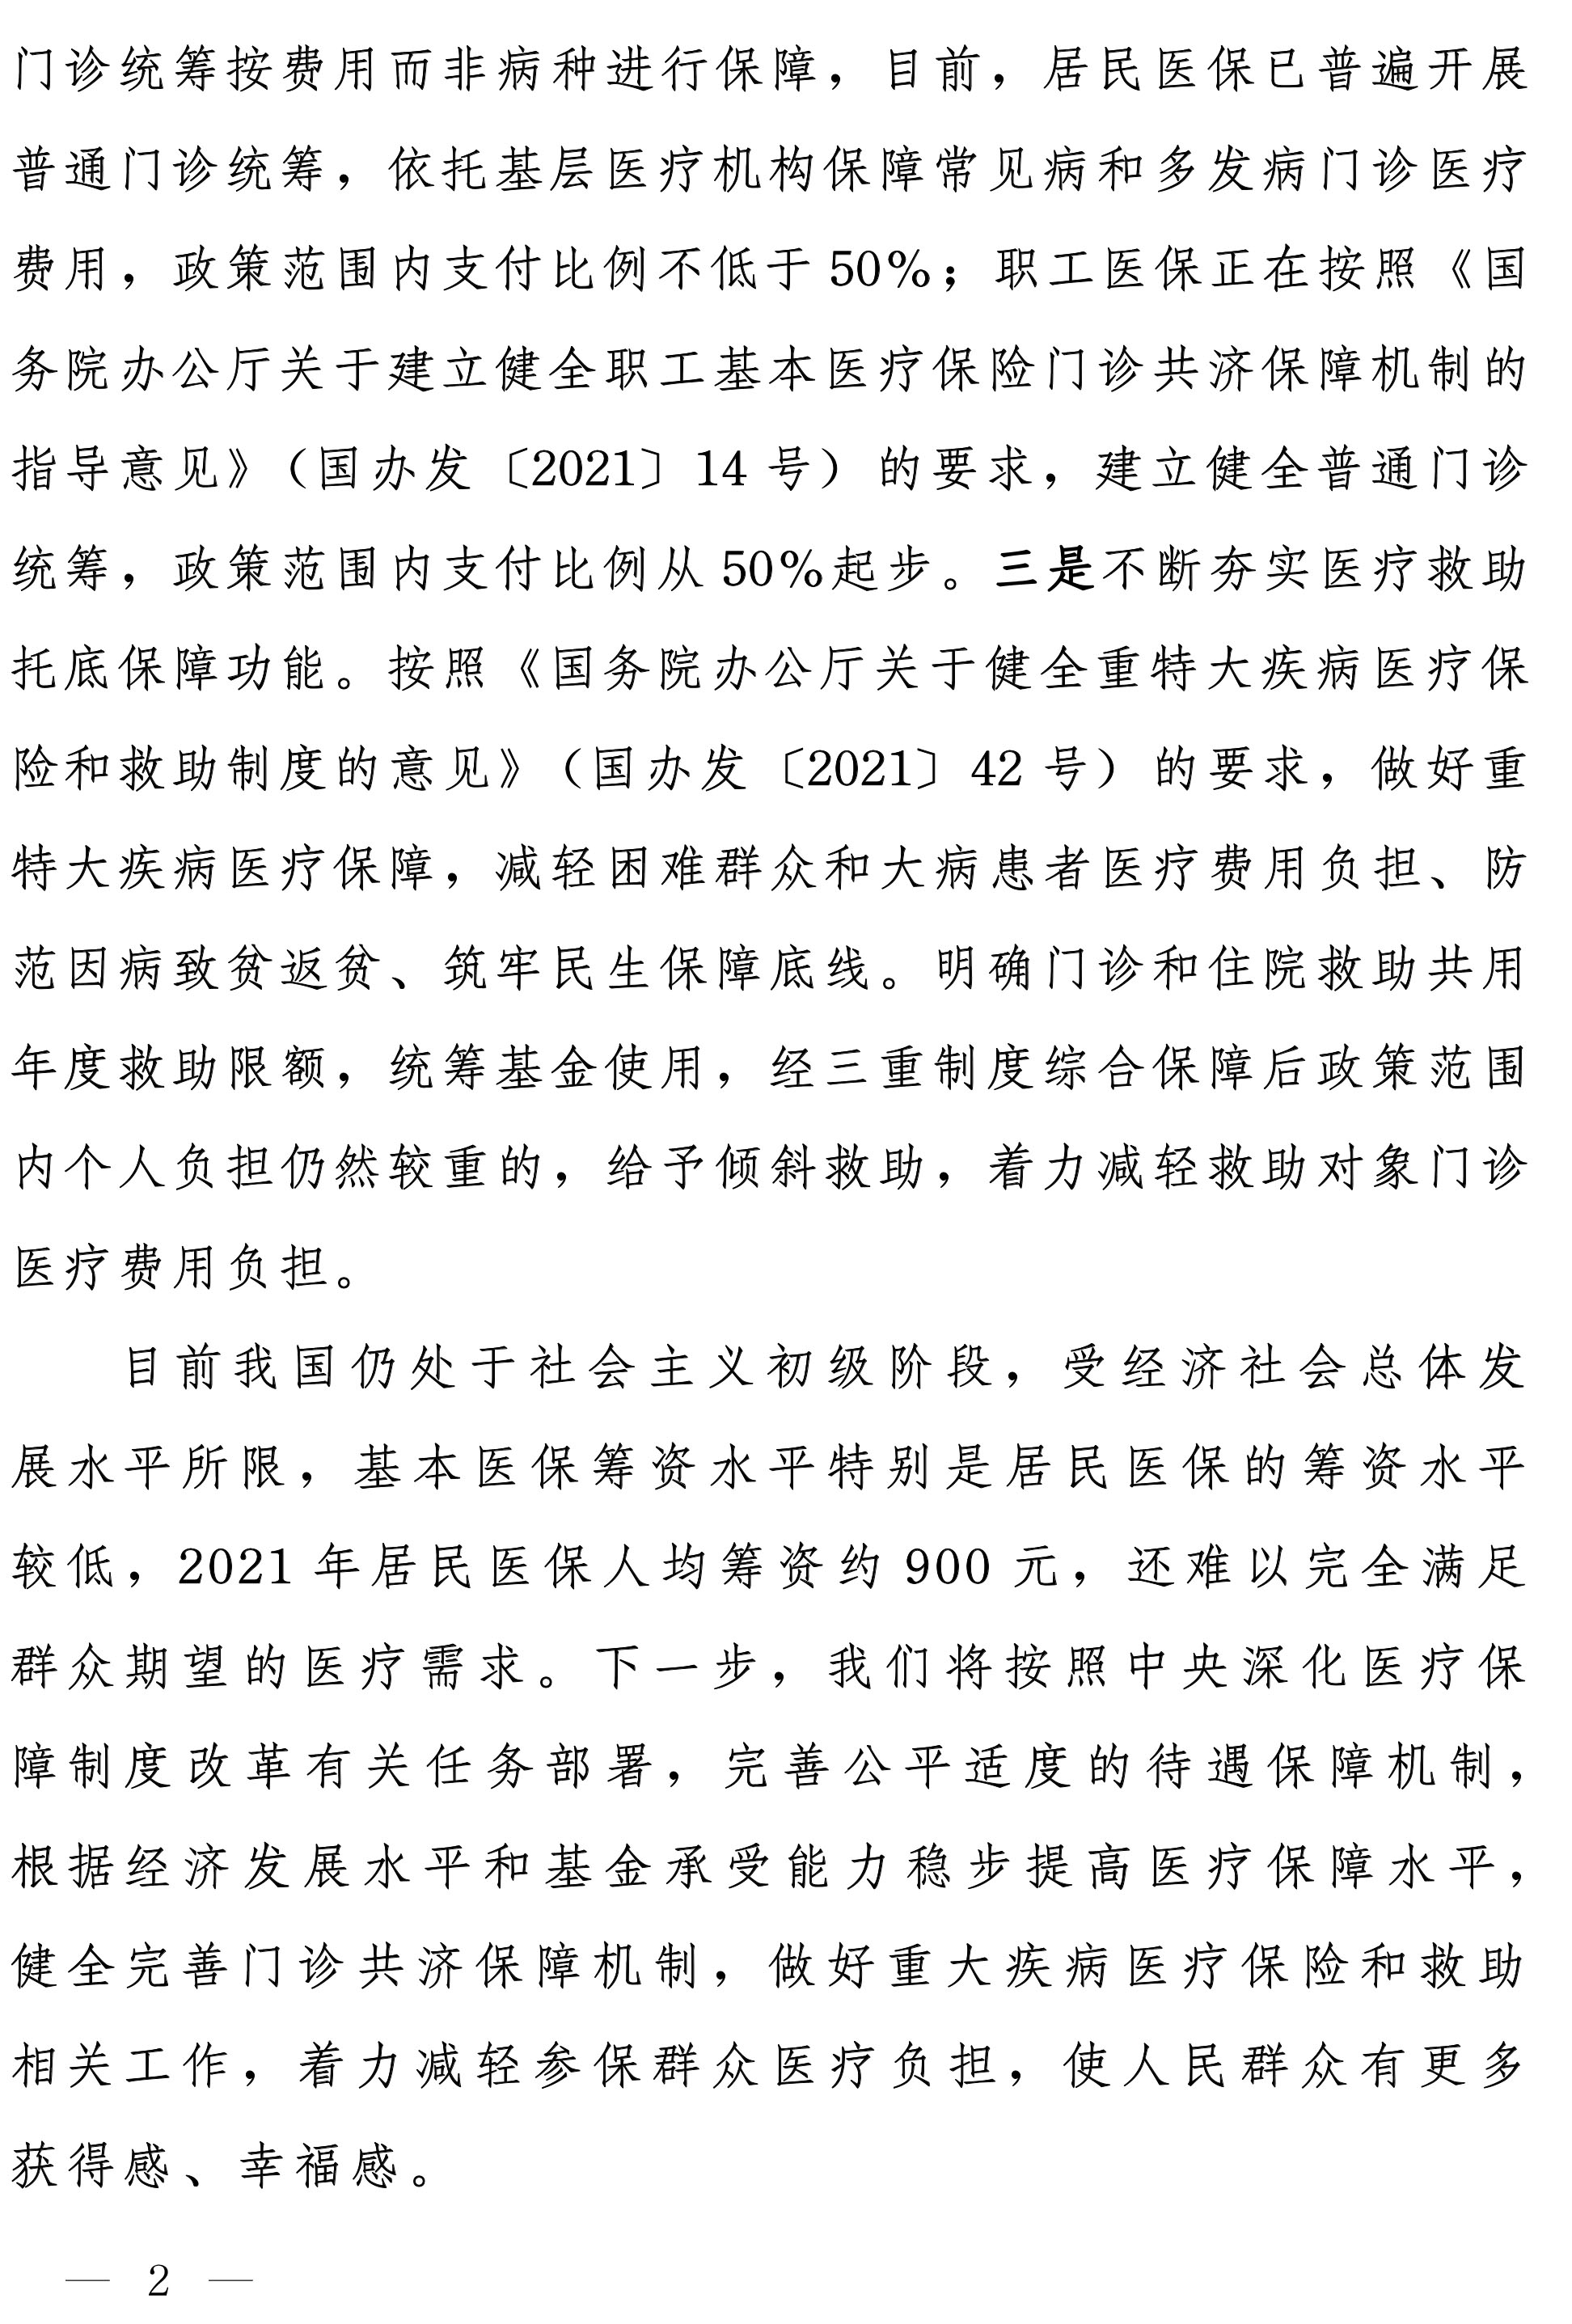 门诊统筹按费用而非病种进行保障，目前，居民医保已普遍开展
普通门诊统筹，依托基层医疗机构保障常见病和多发病门诊医疗
费用，政策范围内支付比例不低于 50%；职工医保正在按照《国
务院办公厅关于建立健全职工基本医疗保险门诊共济保障机制的
指导意见》（国办发〔2021〕14 号）的要求，建立健全普通门诊
统筹，政策范围内支付比例从 50%起步。三是不断夯实医疗救助
托底保障功能。按照《国务院办公厅关于健全重特大疾病医疗保
险和救助制度的意见》（国办发〔2021〕42 号）的要求，做好重
特大疾病医疗保障，减轻困难群众和大病患者医疗费用负担、防
范因病致贫返贫、筑牢民生保障底线。明确门诊和住院救助共用
年度救助限额，统筹基金使用，经三重制度综合保障后政策范围
内个人负担仍然较重的，给予倾斜救助，着力减轻救助对象门诊
医疗费用负担。
目前我国仍处于社会主义初级阶段，受经济社会总体发
展水平所限，基本医保筹资水平特别是居民医保的筹资水平
较低，2021 年居民医保人均筹资约 900 元，还难以完全满足
群众期望的医疗需求。下一步，我们将按照中央深化医疗保
障制度改革有关任务部署，完善公平适度的待遇保障机制，
根据经济发展水平和基金承受能力稳步提高医疗保障水平，
健全完善门诊共济保障机制，做好重大疾病医疗保险和救助
相关工作，着力减轻参保群众医疗负担，使人民群众有更多
获得感、幸福感。
— 2 —